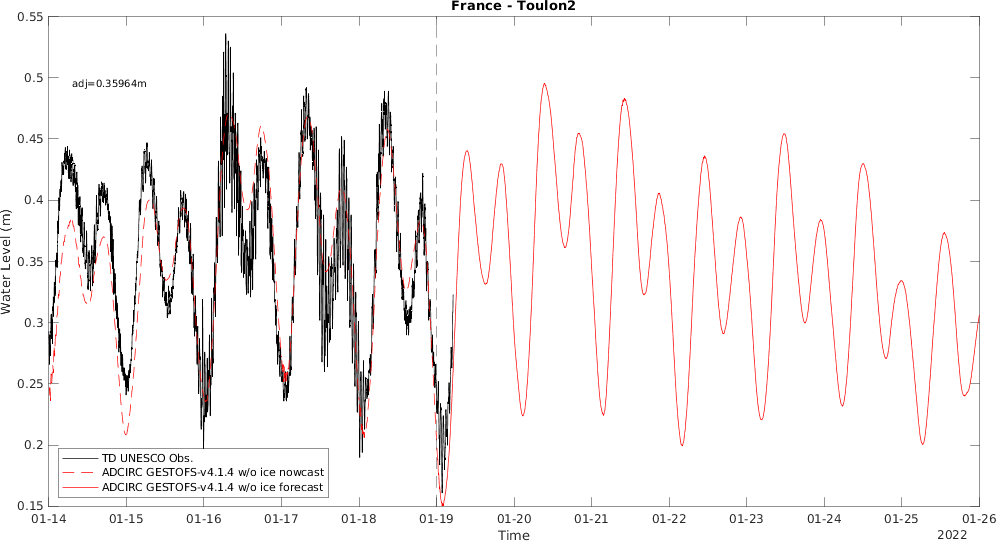 France - Toulon2
0.55
0.5
0.45
0.4
0.35
0.3
0.25
0.2
0.15
Water Level (m)
adj=0.35964m
TD UNESCO Obs.
ADCIRC GESTOFS-v4.1.4 w/o ice nowcast
ADCIRC GESTOFS-v4.1.4 w/o ice forecast
01-14 01-15 01-16 01-17 01-18 01-19 01-20 01-21 01-22 01-23 01-24 01-25 01-26
Time
2022